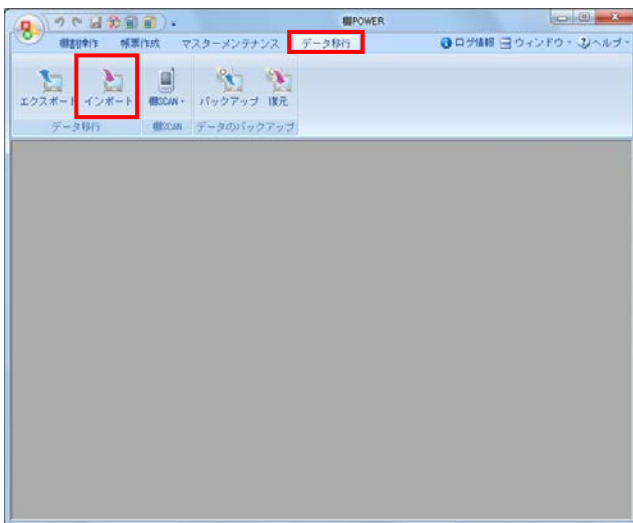 棚POWER
棚割操作 帳票作成 マスターメンテナンス データ移行 ログ情報 ウィンドウ ヘルプ
エクスポート インポート 棚SCAN バックアップ 復元
データ移行 棚SCAN データのバックアップ